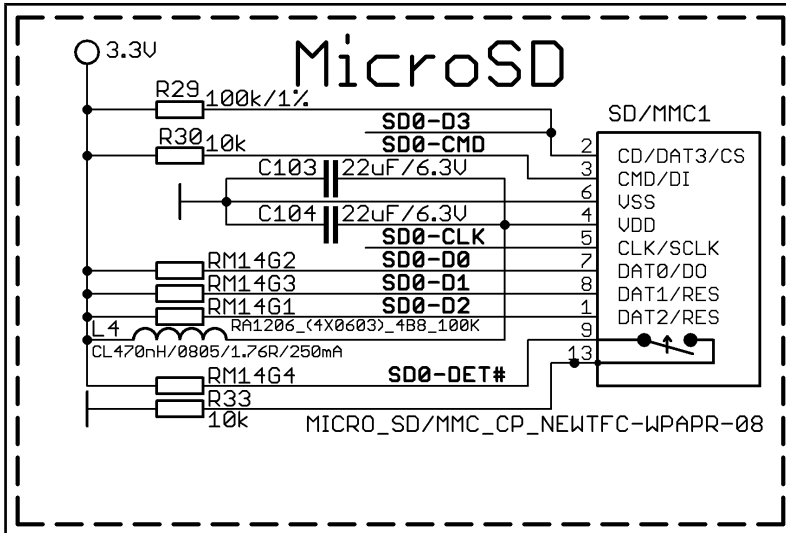 MicroSD
3.3V
R29 100k/1%
SD/MMC1
SD0-D3
R30 10k
SD0-CMD
2 CD/DAT3/CS
C103 22uF/6.3V
3 CMD/DI
6 VSS
C104 22uF/6.3V
4 VDD
SD0-CLK
5 CLK/SCLK
RM14G2
SD0-D0
7 DAT0/DO
RM14G3
SD0-D1
8 DAT1/RES
RM14G1
SD0-D2
1 DAT2/RES
L4
RA1206_(4X0603)_4B8_100K
9
CL470nH/0805/1.76R/250mA
13
RM14G4
SD0-DET#
R33
10k
MICRO_SD/MMC_CP_NEWTFC-WPAPR-08